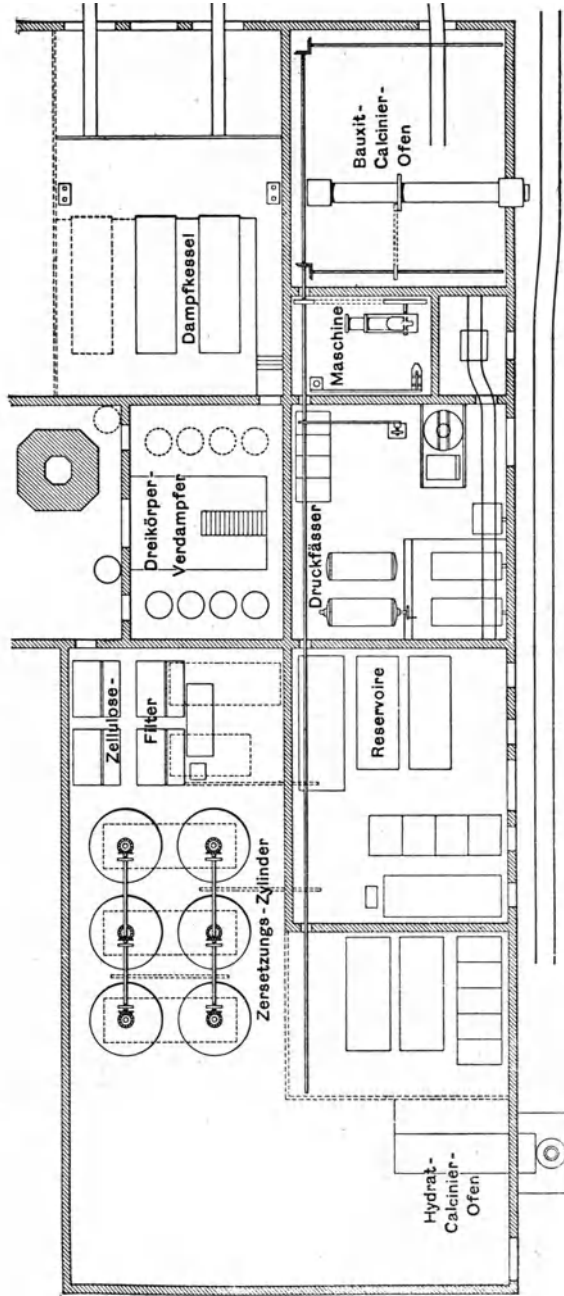 Dampfkessel
Bauxit-
Calcinier-
Ofen
Maschine
Dreikörper-
Verdampfer
Druckfässer
Zellulose-
Filter
Reservoire
Zersetzungs-Zylinder
Hydrat-
Calcinier-
Ofen